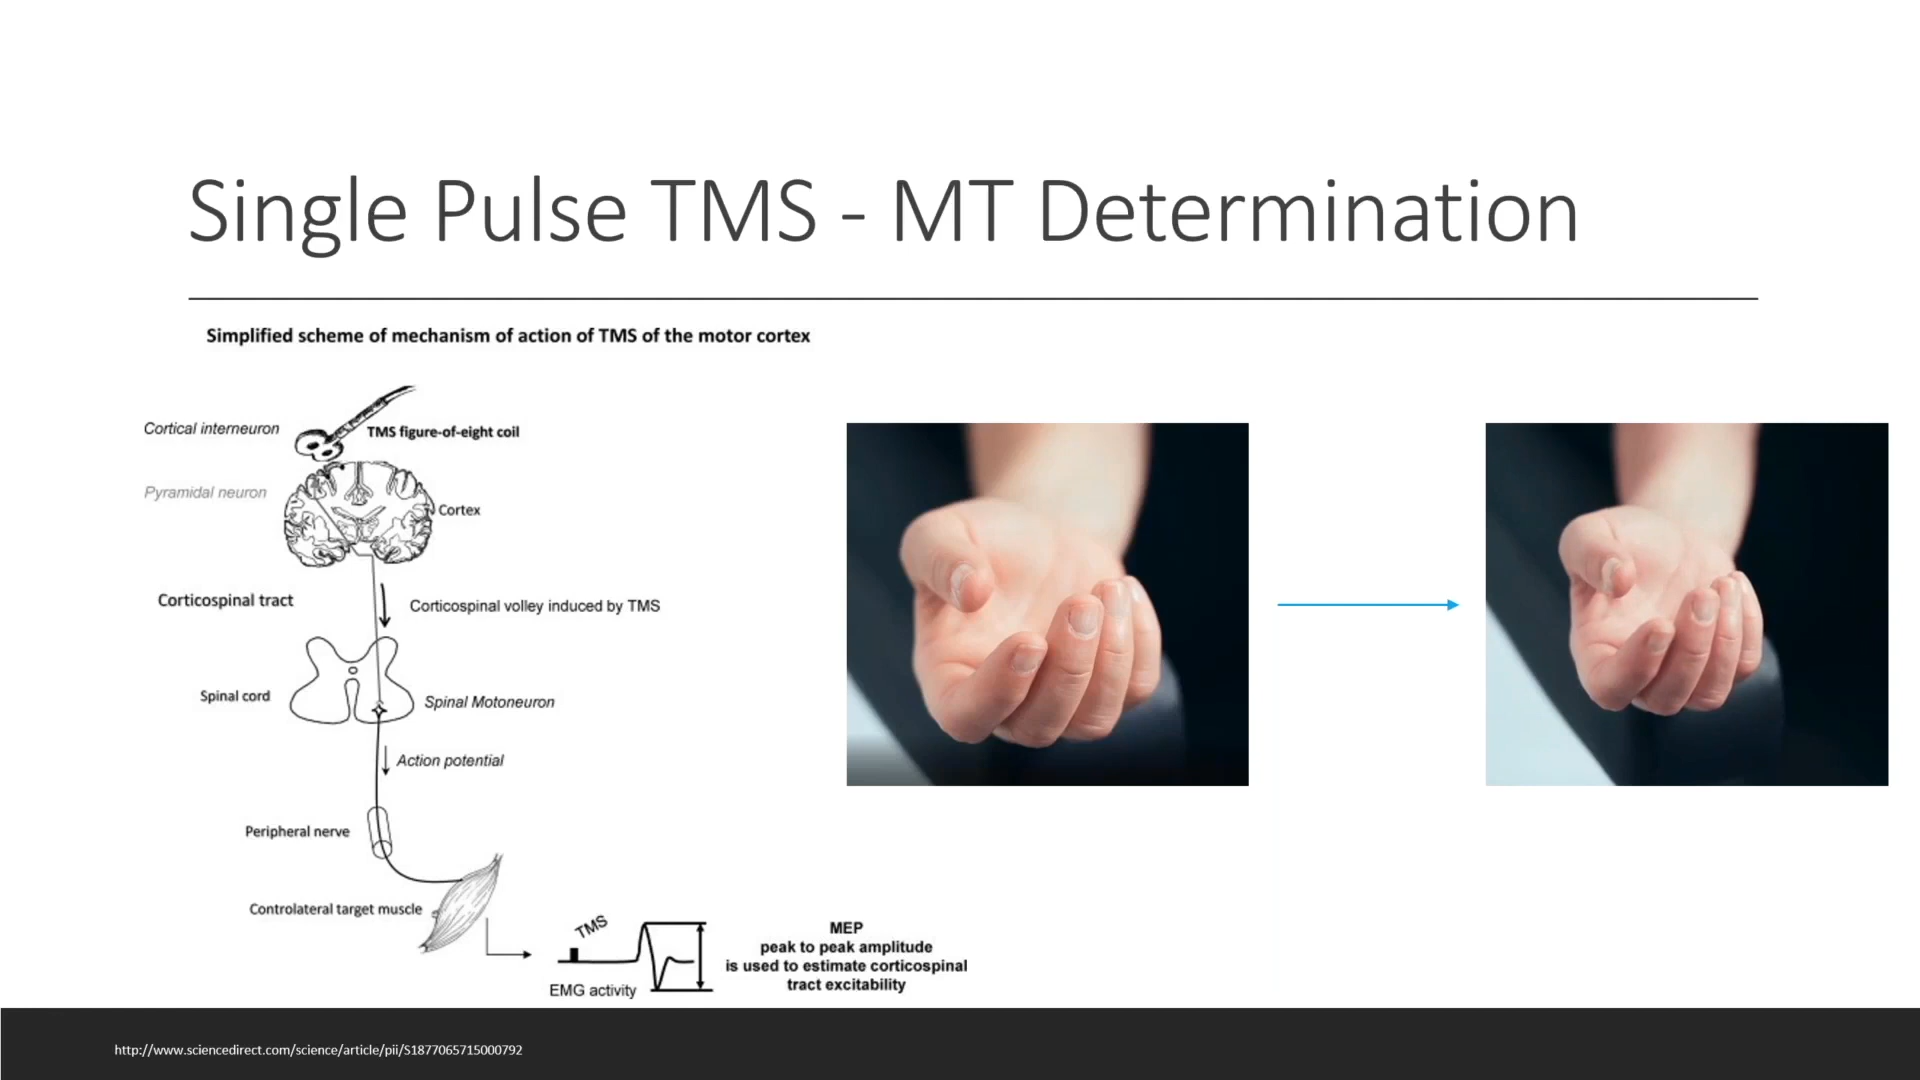 Single Pulse TMS - MT Determination
Simplified scheme of mechanism of action of TMS of the motor cortex
Cortical interneuron
TMS figure-of-eight coil
Pyramidal neuron
Cortex
Corticospinal tract
Corticospinal volley induced by TMS
Spinal cord
Spinal Motoneuron
Action potential
Peripheral nerve
Controlateral target muscle
TMS
EMG activity
MEP
peak to peak amplitude
is used to estimate corticospinal
tract excitability
http://www.sciencedirect.com/science/article/pii/S1877065715000792